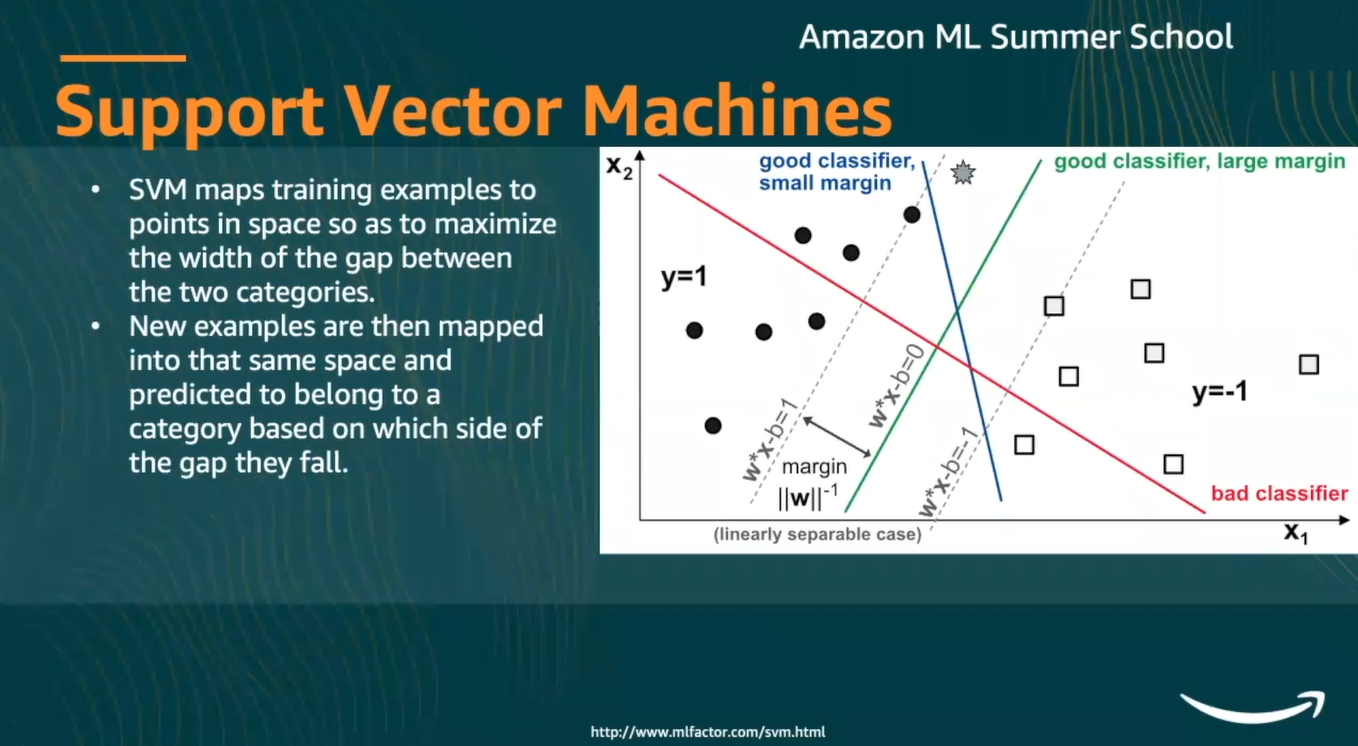 Amazon ML Summer School
Support Vector Machines
• SVM maps training examples to
points in space so as to maximize
the width of the gap between
the two categories.
• New examples are then mapped
into that same space and
predicted to belong to a
category based on which side of
the gap they fall.
x₂
good classifier,
small margin
good classifier, large margin
y=1
y=-1
w*x-b=1
w*x-b=0
w*x-b=-1
margin
||w||⁻¹
bad classifier
(linearly separable case)
x₁
http://www.mlfactor.com/svm.html